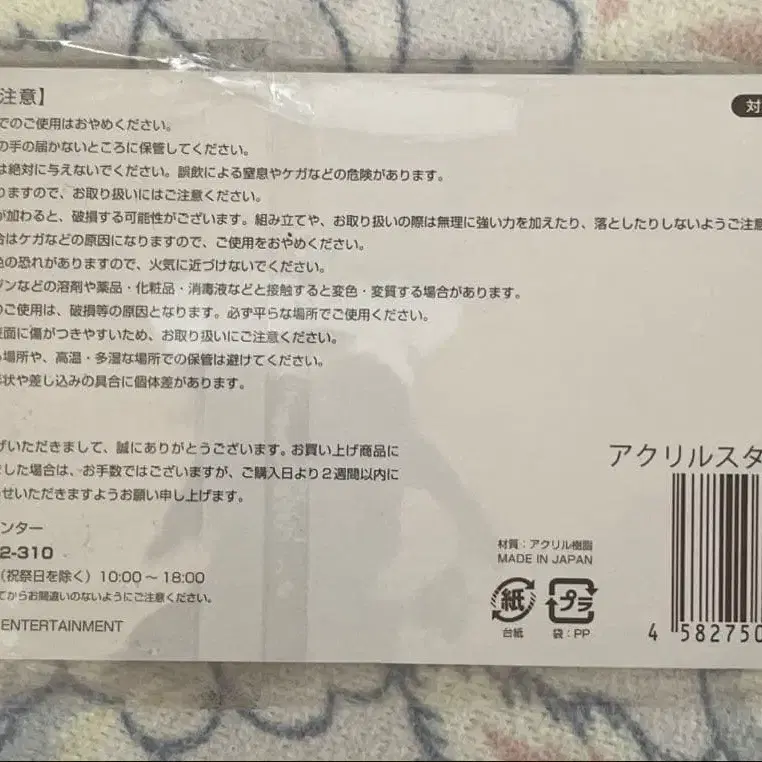 注意】
対
でのご使用はおやめください。
の手の届かないところに保管してください。
は絶対に与えないでください。誤飲による窒息やケガなどの危険があります。
りますので、お取り扱いにはご注意ください。
が加わると、破損する可能性がございます。組み立てや、お取り扱いの際は無理に強い力を加えたり、落としたりしないようご注意
合はケガなどの原因になりますので、ご使用をおやめください。
色の恐れがありますので、火気に近づけないでください。
ジンなどの溶剤や薬品・化粧品・消毒液などと接触すると変色・変質する場合があります。
のご使用は、破損等の原因となります。必ず平らな場所でご使用ください。
表面に傷がつきやすいため、お取り扱いにご注意ください。
場所や、高温・多湿な場所での保管は避けてください。
形状や差し込みの具合に個体差があります。
げいただきまして、誠にありがとうございます。お買い上げ商品に
ました場合は、お手数ではございますが、ご購入日より2週間以内に
せいただきますようお願い申し上げます。
アクリルスタ
ンター
2-310
(祝祭日を除く) 10:00～18:00
てからお間違いのないようにご注意ください。
ENTERTAINMENT
材質：アクリル樹脂
MADE IN JAPAN
紙 プラ
台紙 袋：PP
4 582750